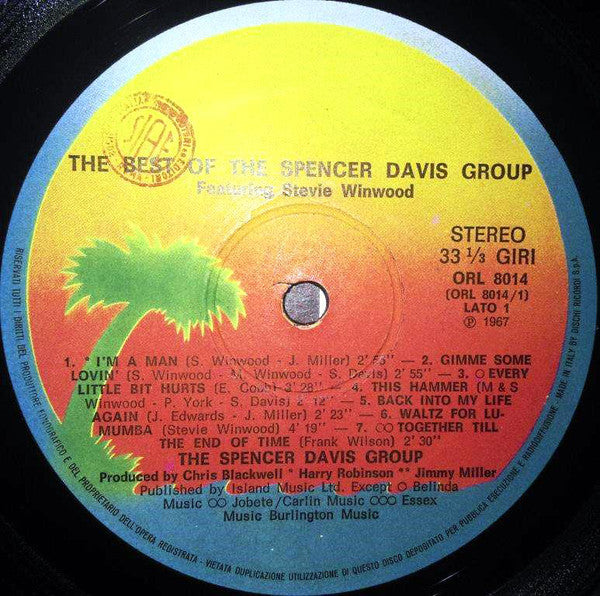 SIAE
THE BEST OF THE SPENCER DAVIS GROUP
Featuring Stevie Winwood
STEREO
33 1/3 GIRI
ORL 8014
(ORL 8014/1)
LATO 1
℗ 1967
1. * I'M A MAN (S. Winwood - J. Miller) 2' 55" — 2. GIMME SOME
LOVIN' (S. Winwood - M. Winwood - S. Davis) 2' 55" — 3. ○ EVERY
LITTLE BIT HURTS (E. Cobb) 3' 28" — 4. THIS HAMMER (M & S
Winwood - P. York - S. Davis) 2' 12" — 5. BACK INTO MY LIFE
AGAIN (J. Edwards - J. Miller) 2' 23" — 6. WALTZ FOR LU-
MUMBA (Stevie Winwood) 4' 19" — 7. ○○ TOGETHER TILL
THE END OF TIME (Frank Wilson) 2' 30"
THE SPENCER DAVIS GROUP
Produced by Chris Blackwell * Harry Robinson ** Jimmy Miller
Published by Island Music Ltd. Except ○ Belinda
Music ○○ Jobete/Carlin Music ○○○ Essex
Music Burlington Music
RISERVATI TUTTI I DIRITTI DEL PRODUTTORE FONOGRAFICO E DEL PROPRIETARIO DELL'OPERA REGISTRATA - VIETATA DUPLICAZIONE UTILIZZAZIONE DI QUESTO DISCO DEPOSITATO PER PUBBLICA ESECUZIONE E RADIODIFFUSIONE. MADE IN ITALY BY DISCHI RICORDI S.p.A.